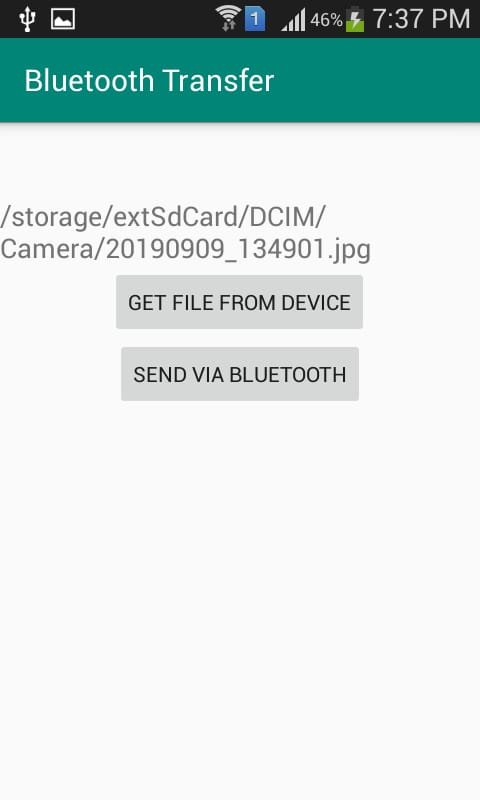 1 46% 7:37 PM
Bluetooth Transfer
/storage/extSdCard/DCIM/
Camera/20190909_134901.jpg
GET FILE FROM DEVICE
SEND VIA BLUETOOTH